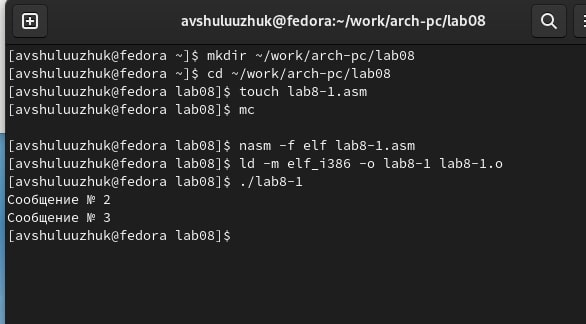 avshuluuzhuk@fedora:~/work/arch-pc/lab08
[avshuluuzhuk@fedora ~]$ mkdir ~/work/arch-pc/lab08
[avshuluuzhuk@fedora ~]$ cd ~/work/arch-pc/lab08
[avshuluuzhuk@fedora lab08]$ touch lab8-1.asm
[avshuluuzhuk@fedora lab08]$ mc
[avshuluuzhuk@fedora lab08]$ nasm -f elf lab8-1.asm
[avshuluuzhuk@fedora lab08]$ ld -m elf_i386 -o lab8-1 lab8-1.o
[avshuluuzhuk@fedora lab08]$ ./lab8-1
Сообщение № 2
Сообщение № 3
[avshuluuzhuk@fedora lab08]$